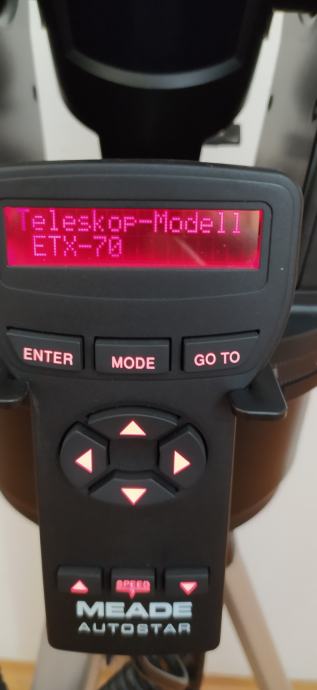 Teleskop-Modell
ETX-70
ENTER
MODE
GO TO
SPEED
MEADE
AUTOSTAR